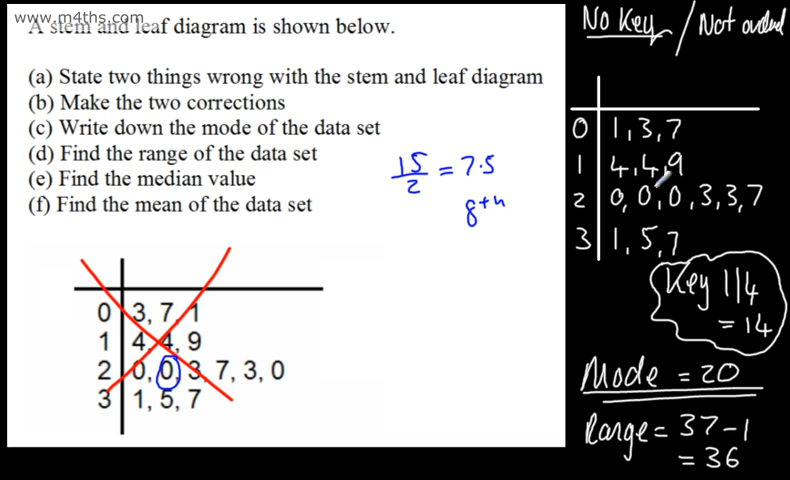 www.m4ths.com
A stem and leaf diagram is shown below.
(a) State two things wrong with the stem and leaf diagram
(b) Make the two corrections
(c) Write down the mode of the data set
(d) Find the range of the data set
(e) Find the median value
(f) Find the mean of the data set
15/2 = 7.5
8th
0 | 3, 7, 1
1 | 4, 4, 9
2 | 0, 0, 3, 7, 3, 0
3 | 1, 5, 7
No Key / Not ordered
0 | 1, 3, 7
1 | 4, 4, 9
2 | 0, 0, 0, 3, 3, 7
3 | 1, 5, 7
Key 1|4
= 14
Mode = 20
Range = 37 - 1
= 36